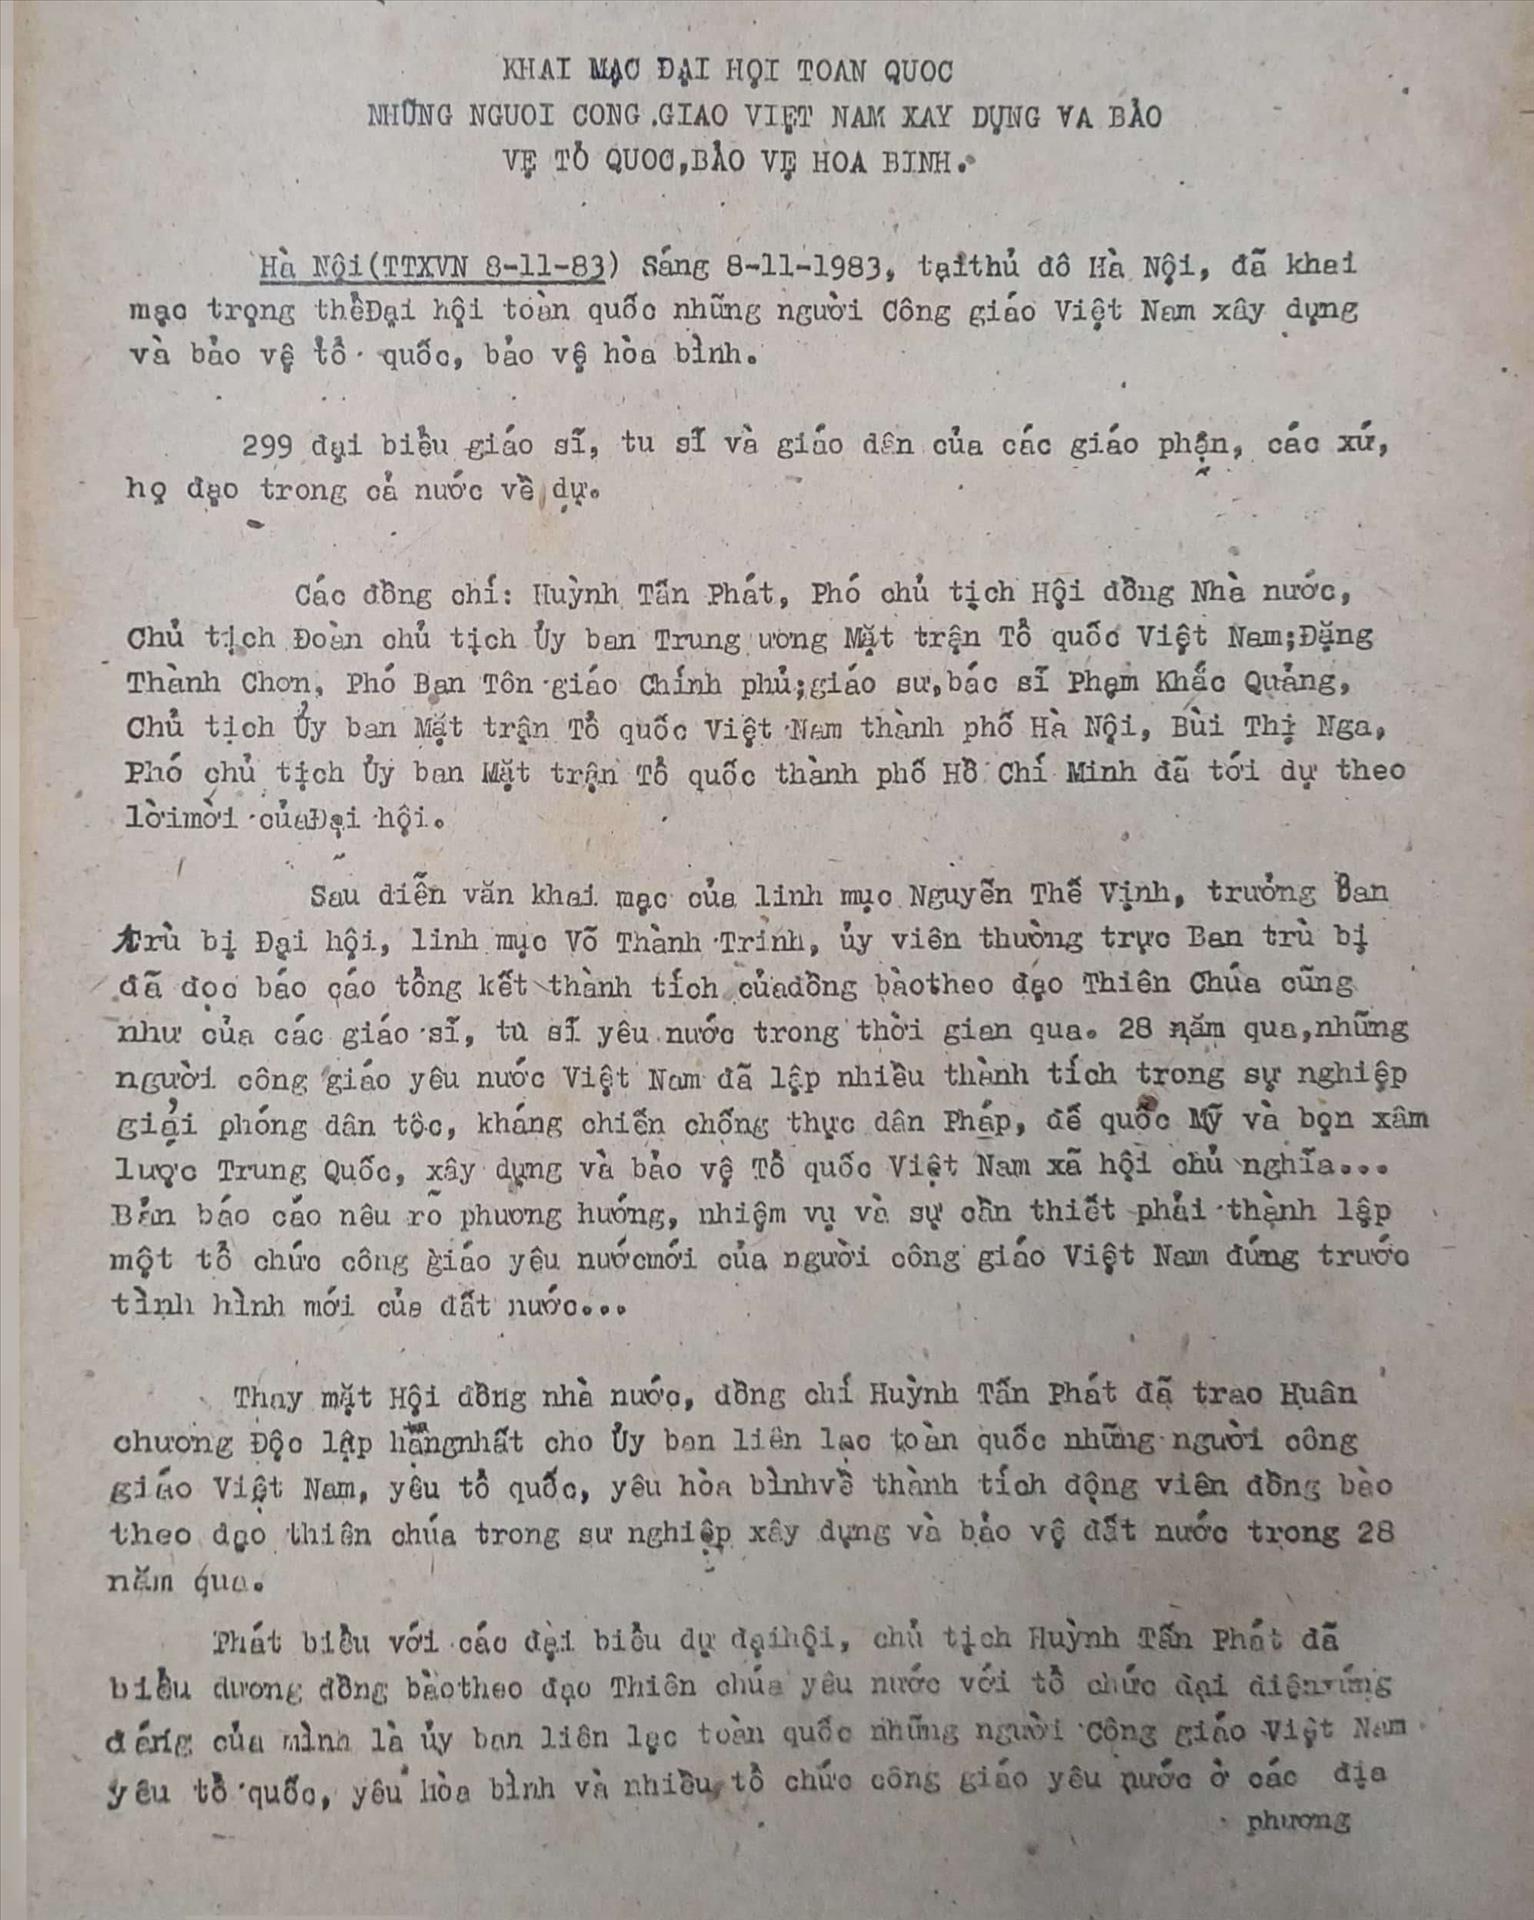 KHAI MẠC ĐẠI HỌI TOAN QUOC
NHỮNG NGUOI CONG GIAO VIỆT NAM XAY DỰNG VA BẢO
VỆ TỔ QUOC,BẢO VỆ HOA BINH.
Hà Nội(TTXVN 8-11-83) Sáng 8-11-1983, tạithủ đô Hà Nội, đã khai
mạc trọng thểĐại hội toàn quốc những người Công giáo Việt Nam xây dựng
và bảo vệ tổ quốc, bảo vệ hòa bình.
299 đại biểu giáo sĩ, tu sĩ và giáo dân của các giáo phận, các xứ,
họ đạo trong cả nước về dự.
Các đồng chí: Huỳnh Tấn Phát, Phó chủ tịch Hội đồng Nhà nước,
Chủ tịch Đoàn chủ tịch Ủy ban Trung ương Mặt trận Tổ quốc Việt Nam;Đặng
Thành Chơn, Phó Ban Tôn giáo Chính phủ;giáo sư,bác sĩ Phạm Khắc Quảng,
Chủ tịch Ủy ban Mặt trận Tổ quốc Việt Nam thành phố Hà Nội, Bùi Thị Nga,
Phó chủ tịch Ủy ban Mặt trận Tổ quốc thành phố Hồ Chí Minh đã tới dự theo
lờimời củaĐại hội.
Sau diễn văn khai mạc của linh mục Nguyễn Thế Vịnh, trưởng Ban
trù bị Đại hội, linh mục Võ Thành Trinh, ủy viên thường trực Ban trù bị
đã đọc báo cáo tổng kết thành tích củađồng bàotheo đạo Thiên Chúa cũng
như của các giáo sĩ, tu sĩ yêu nước trong thời gian qua. 28 năm qua,những
người công giáo yêu nước Việt Nam đã lập nhiều thành tích trong sự nghiệp
giải phóng dân tộc, kháng chiến chống thực dân Pháp, đế quốc Mỹ và bọn xâm
lược Trung Quốc, xây dựng và bảo vệ Tổ quốc Việt Nam xã hội chủ nghĩa...
Bản báo cáo nêu rõ phương hướng, nhiệm vụ và sự cần thiết phải thành lập
một tổ chức công giáo yêu nướcmới của người công giáo Việt Nam đứng trước
tình hình mới của đất nước...
Thay mặt Hội đồng nhà nước, đồng chí Huỳnh Tấn Phát đã trao Huân
chương Độc lập hạngnhất cho Ủy ban liên lạc toàn quốc những người công
giáo Việt Nam, yêu tổ quốc, yêu hòa bìnhvề thành tích động viên đồng bào
theo đạo thiên chúa trong sự nghiệp xây dựng và bảo vệ đất nước trong 28
năm qua.
Phát biểu với các đại biểu dự đạihội, chủ tịch Huỳnh Tấn Phát đã
biểu dương đồng bàotheo đạo Thiên chúa yêu nước với tổ chức đại diệnxứng
đáng của mình là ủy ban liên lạc toàn quốc những người Công giáo Việt Nam
yêu tổ quốc, yêu hòa bình và nhiều tổ chức công giáo yêu nước ở các địa
phương